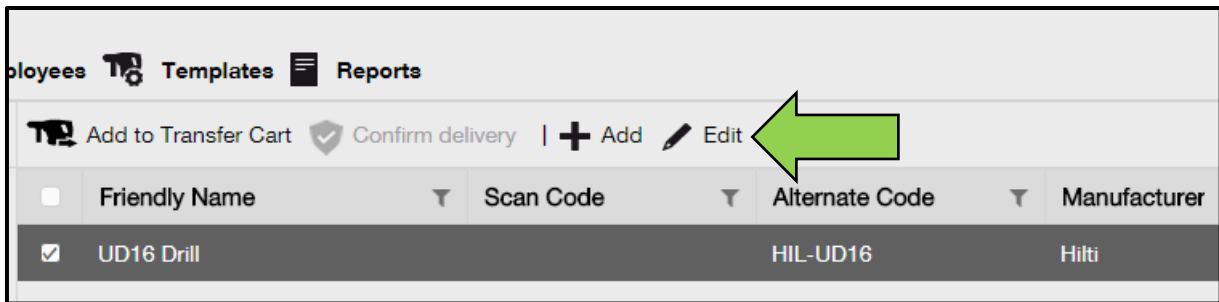 ployees Templates Reports
Add to Transfer Cart Confirm delivery | Add Edit
Friendly Name Scan Code Alternate Code Manufacturer
UD16 Drill HIL-UD16 Hilti